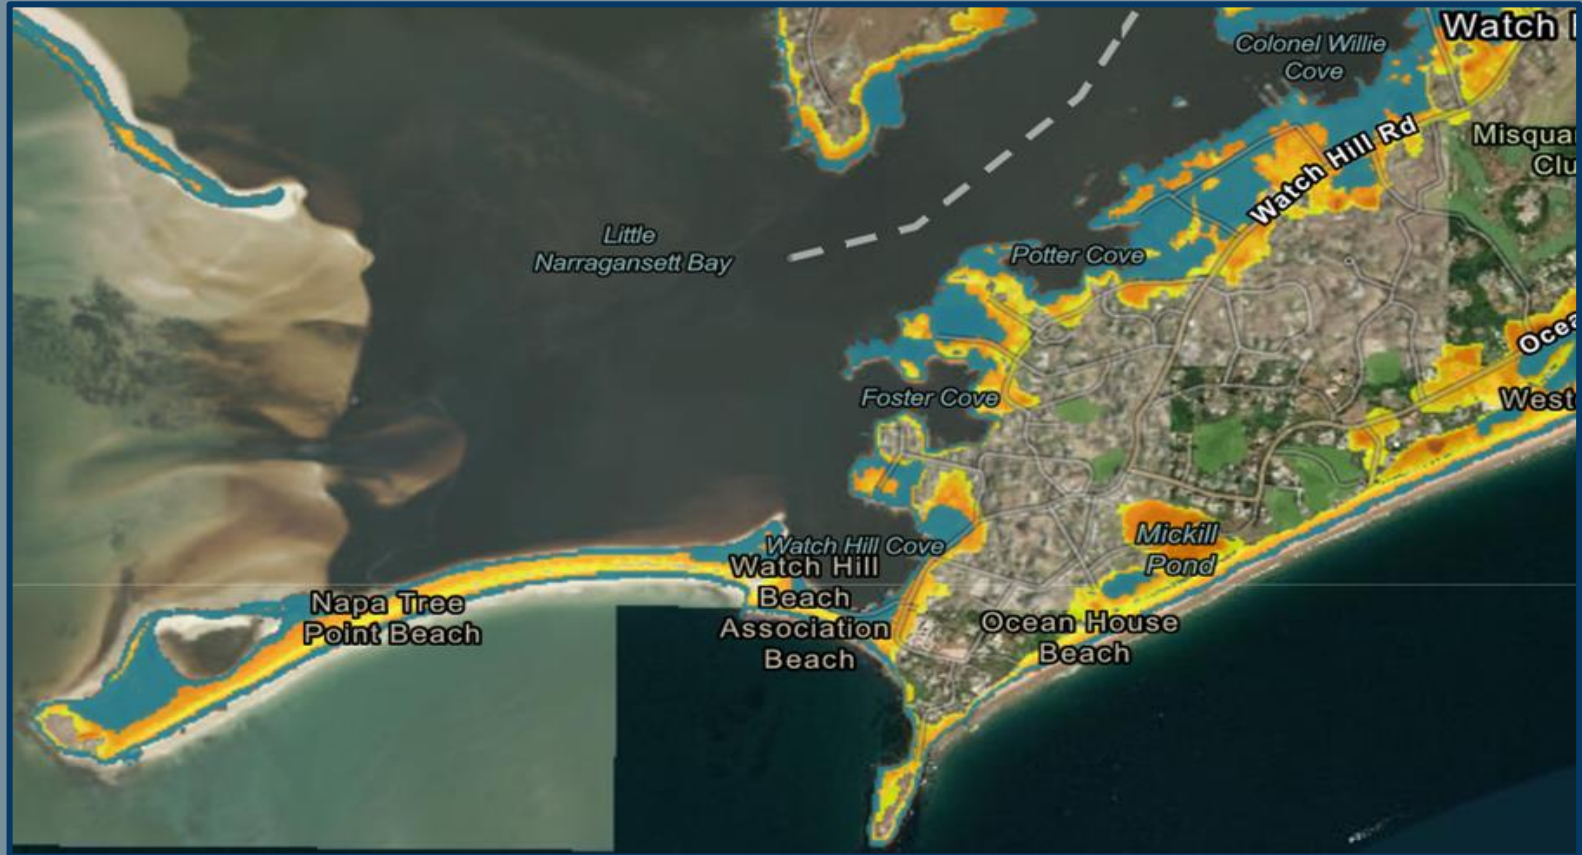 Watch
Colonel Willie
Cove
Watch Hill Rd
Misqua
Clu
Little
Narragansett Bay
Potter Cove
Ocea
Foster Cove
West
Mickill
Pond
Watch Hill Cove
Watch Hill
Beach
Association
Beach
Napa Tree
Point Beach
Ocean House
Beach